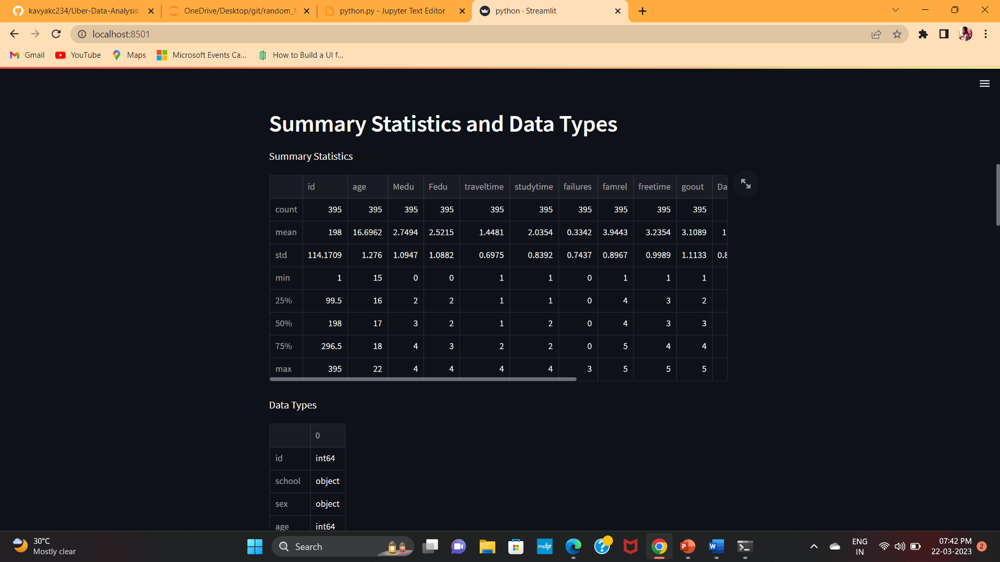 kavyakc234/Uber-Data-Analysis: OneDrive/Desktop/git/random_f python.py - Jupyter Text Editor python · Streamlit
localhost:8501
Gmail YouTube Maps Microsoft Events Ca... How to Build a UI f...
Summary Statistics and Data Types
Summary Statistics
id age Medu Fedu traveltime studytime failures famrel freetime goout Da
count 395 395 395 395 395 395 395 395 395 395
mean 198 16.6962 2.7494 2.5215 1.4481 2.0354 0.3342 3.9443 3.2354 3.1089 1
std 114.1709 1.276 1.0947 1.0882 0.6975 0.8392 0.7437 0.8967 0.9989 1.1133 0.8
min 1 15 0 0 1 1 0 1 1 1
25% 99.5 16 2 2 1 1 0 4 3 2
50% 198 17 3 2 1 2 0 4 3 3
75% 296.5 18 4 3 2 2 0 5 4 4
max 395 22 4 4 4 4 3 5 5 5
Data Types
0
id int64
school object
sex object
age int64
30°C
Mostly clear
Search
myhp
ENG
IN
07:42 PM
22-03-2023
2